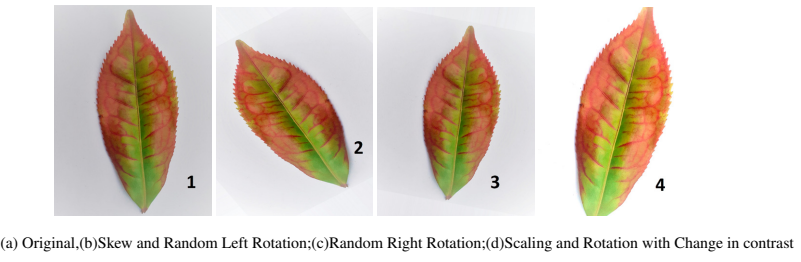 1
2
3
4
(a) Original,(b)Skew and Random Left Rotation;(c)Random Right Rotation;(d)Scaling and Rotation with Change in contrast